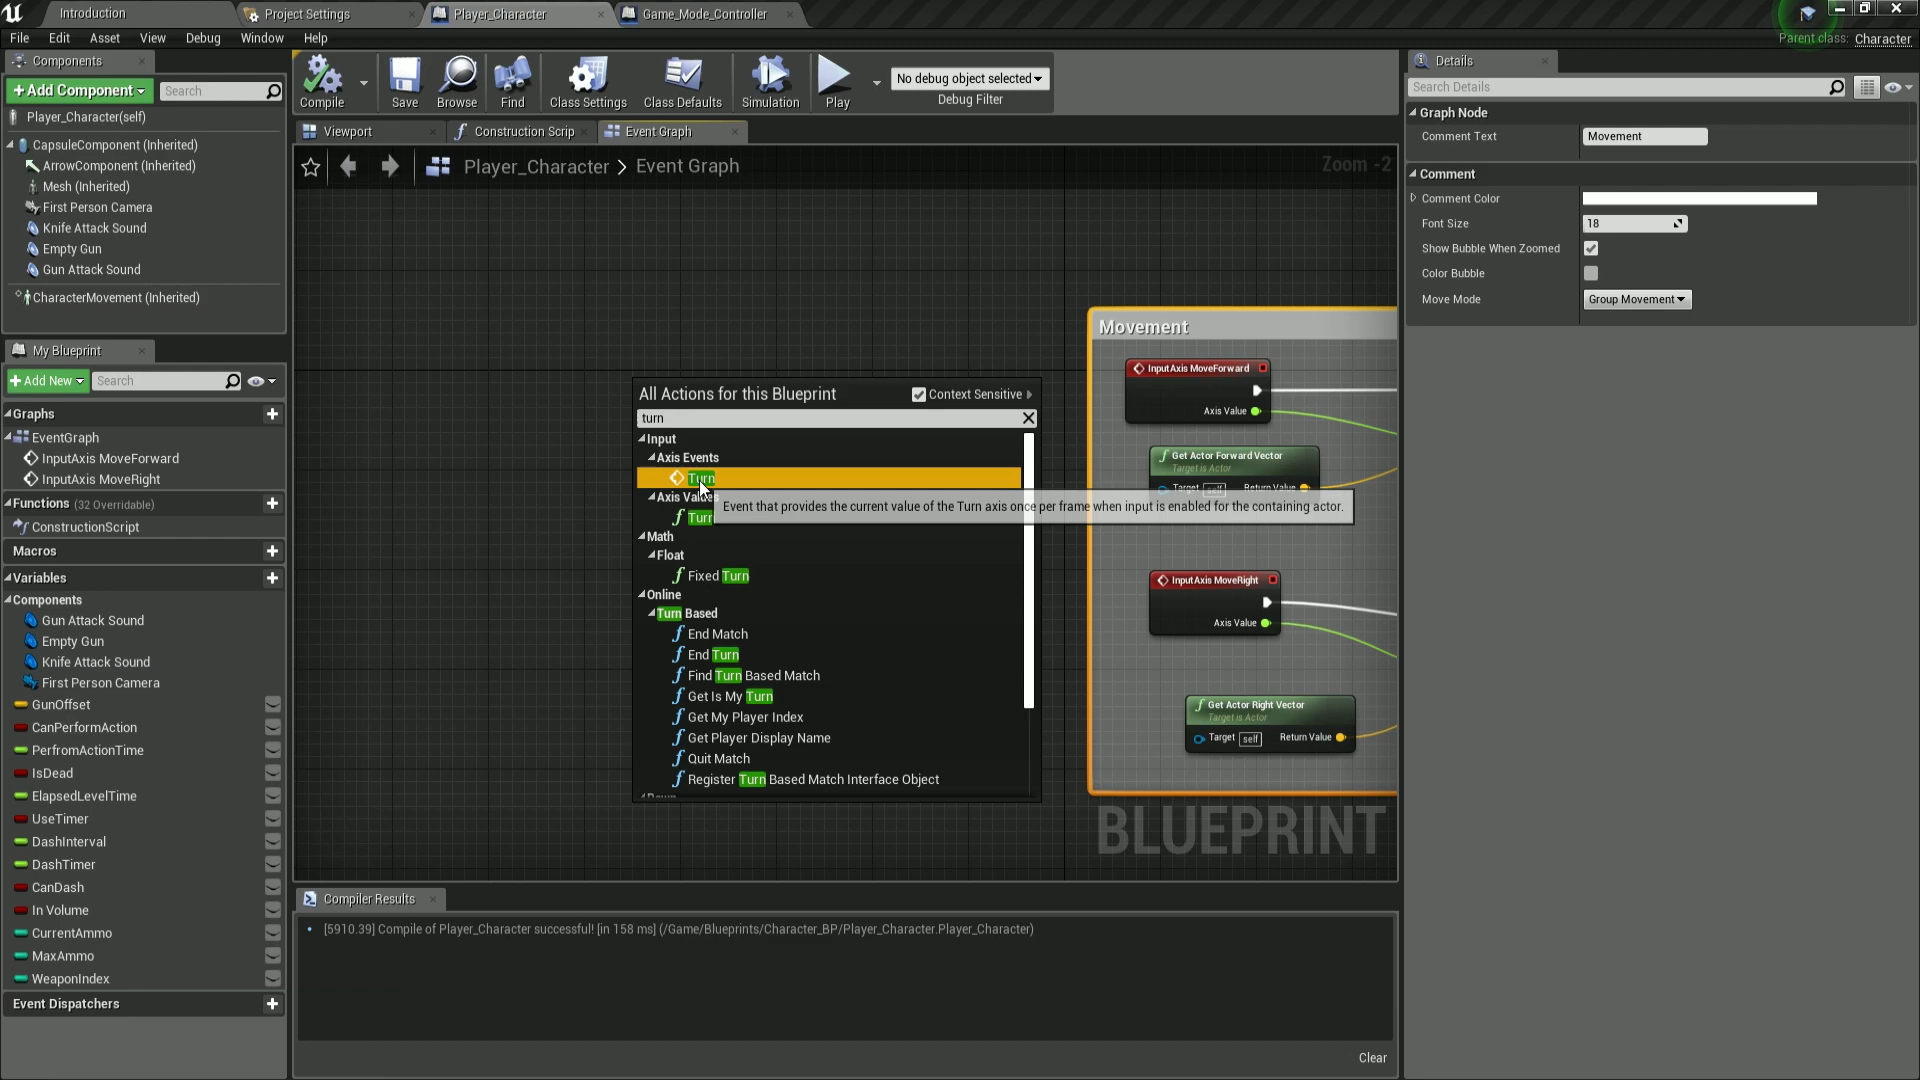 Introduction
Project Settings
Player_Character
Game_Mode_Controller
File
Edit
Asset
View
Debug
Window
Help
Parent class: Character
Components
+Add Component
Search
Player_Character(self)
CapsuleComponent (Inherited)
ArrowComponent (Inherited)
Mesh (Inherited)
First Person Camera
Knife Attack Sound
Empty Gun
Gun Attack Sound
CharacterMovement (Inherited)
My Blueprint
+Add New
Search
Graphs
EventGraph
InputAxis MoveForward
InputAxis MoveRight
Functions (32 Overridable)
ConstructionScript
Macros
Variables
Components
Gun Attack Sound
Empty Gun
Knife Attack Sound
First Person Camera
GunOffset
CanPerformAction
PerfromActionTime
IsDead
ElapsedLevelTime
UseTimer
DashInterval
DashTimer
CanDash
In Volume
CurrentAmmo
MaxAmmo
WeaponIndex
Event Dispatchers
Compile
Save
Browse
Find
Class Settings
Class Defaults
Simulation
Play
No debug object selected
Debug Filter
Viewport
Construction Scrip
Event Graph
Player_Character > Event Graph
Zoom -2
All Actions for this Blueprint
Context Sensitive
turn
Input
Axis Events
Turn
Axis Values
Turn
Event that provides the current value of the Turn axis once per frame when input is enabled for the containing actor.
Math
Float
Fixed Turn
Online
Turn Based
End Match
End Turn
Find Turn Based Match
Get Is My Turn
Get My Player Index
Get Player Display Name
Quit Match
Register Turn Based Match Interface Object
Movement
InputAxis MoveForward
Axis Value
Get Actor Forward Vector
Target is Actor
Target self Return Value
InputAxis MoveRight
Axis Value
Get Actor Right Vector
Target is Actor
Target self Return Value
BLUEPRINT
Compiler Results
[5910.39] Compile of Player_Character successful! [in 158 ms] (/Game/Blueprints/Character_BP/Player_Character.Player_Character)
Clear
Details
Search Details
Graph Node
Comment Text
Movement
Comment
Comment Color
Font Size
18
Show Bubble When Zoomed
Color Bubble
Move Mode
Group Movement